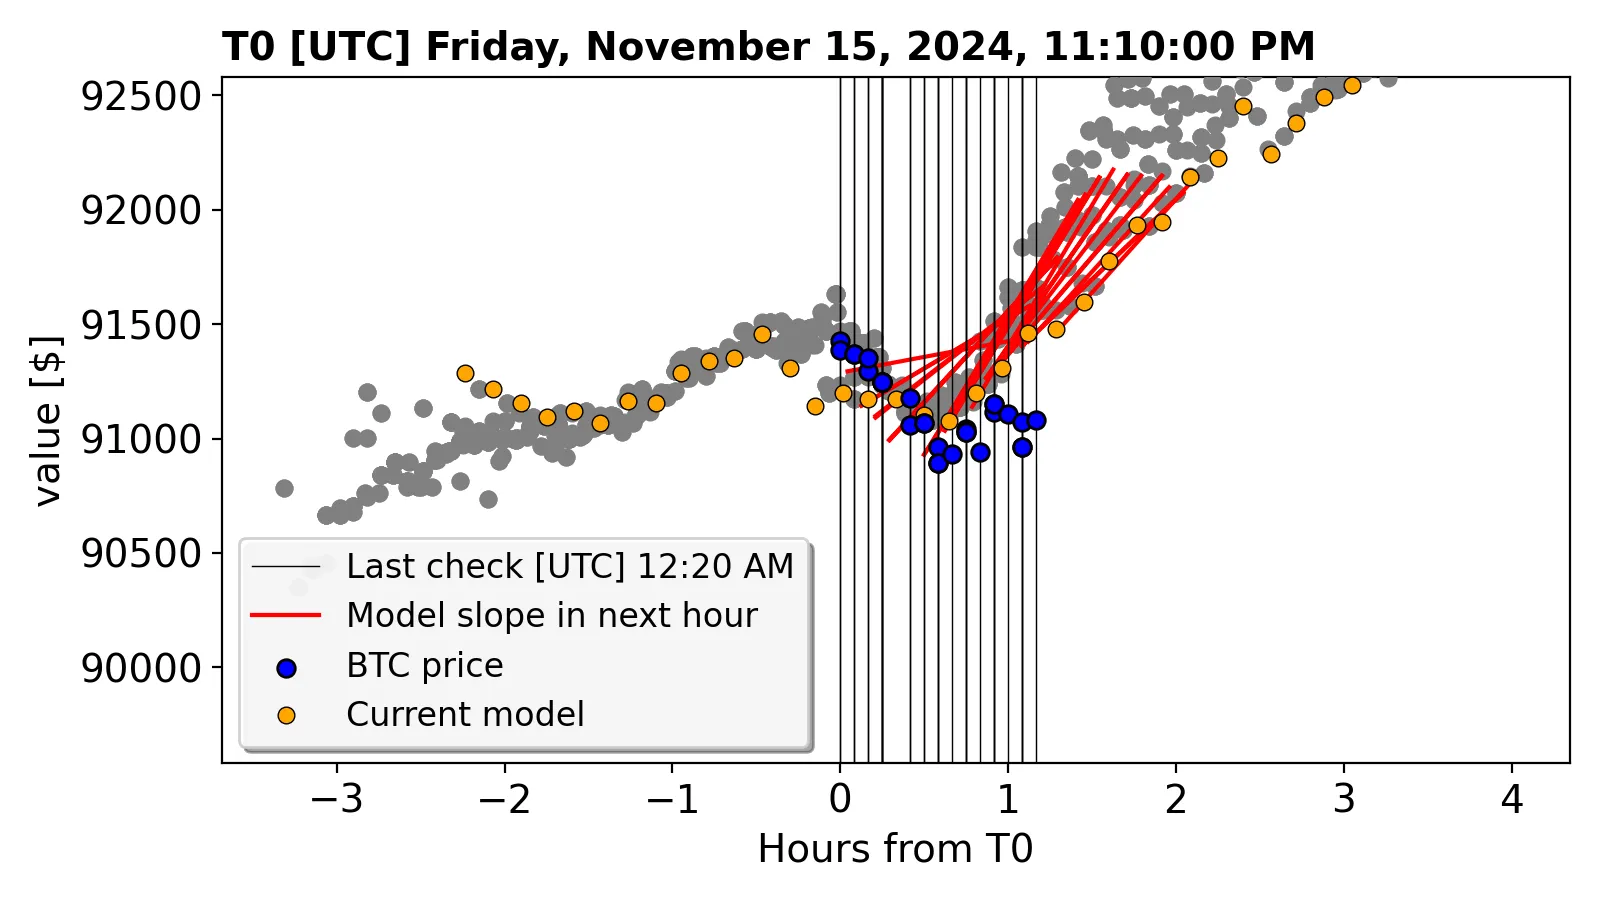 T0 [UTC] Friday, November 15, 2024, 11:10:00 PM
value [$]
92500
92000
91500
91000
90500
90000
Last check [UTC] 12:20 AM
Model slope in next hour
BTC price
Current model
−3 −2 −1 0 1 2 3 4
Hours from T0